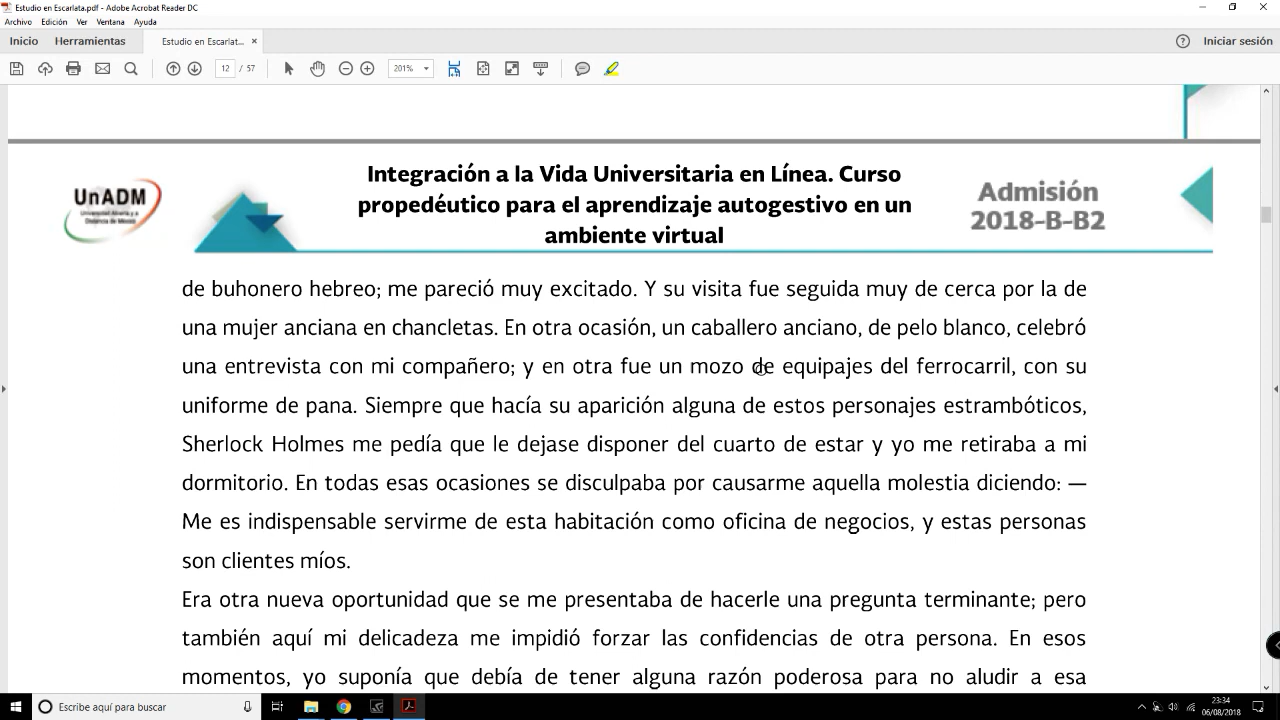 Estudio en Escarlata.pdf - Adobe Acrobat Reader DC
Archivo Edición Ver Ventana Ayuda
Inicio Herramientas Estudio en Escarlat... × Iniciar sesión
12 / 57 201%
Integración a la Vida Universitaria en Línea. Curso
propedéutico para el aprendizaje autogestivo en un
ambiente virtual
UnADM
Universidad Abierta y a
Distancia de México
Admisión
2018-B-B2
de buhonero hebreo; me pareció muy excitado. Y su visita fue seguida muy de cerca por la de
una mujer anciana en chancletas. En otra ocasión, un caballero anciano, de pelo blanco, celebró
una entrevista con mi compañero; y en otra fue un mozo de equipajes del ferrocarril, con su
uniforme de pana. Siempre que hacía su aparición alguna de estos personajes estrambóticos,
Sherlock Holmes me pedía que le dejase disponer del cuarto de estar y yo me retiraba a mi
dormitorio. En todas esas ocasiones se disculpaba por causarme aquella molestia diciendo: —
Me es indispensable servirme de esta habitación como oficina de negocios, y estas personas
son clientes míos.
Era otra nueva oportunidad que se me presentaba de hacerle una pregunta terminante; pero
también aquí mi delicadeza me impidió forzar las confidencias de otra persona. En esos
momentos, yo suponía que debía de tener alguna razón poderosa para no aludir a esa
Escribe aquí para buscar
23:34
06/08/2018